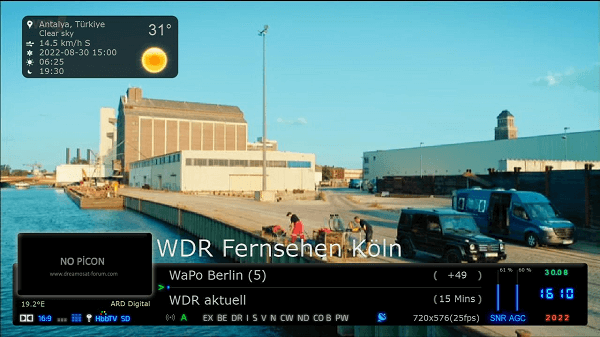 Antalya, Türkiye
Clear sky
31°
14.5 km/h S
2022-08-30 15:00
06:25
19:30
NO PİCON
www.dreamosat-forum.com
WDR Fernsehen Köln
WaPo Berlin (5)
( +49 )
WDR aktuell
(15 Mins)
61 %
60 %
30.08
16:10
19.2°E
ARD Digital
16:9
HbbTV
SD
A
EX BE DR I S V N CW ND CO B PW
720x576(25fps)
SNR
AGC
2022